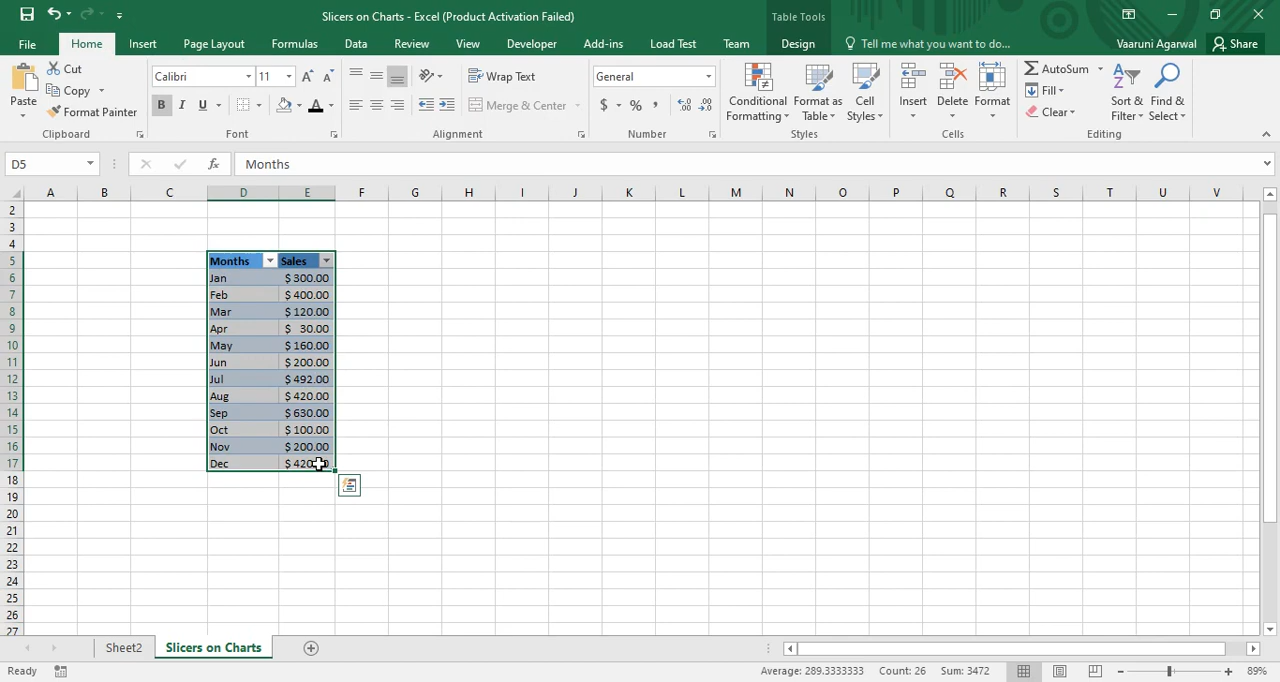 Slicers on Charts - Excel (Product Activation Failed)
Table Tools
File Home Insert Page Layout Formulas Data Review View Developer Add-ins Load Test Team Design Tell me what you want to do... Vaaruni Agarwal Share
Paste
Cut
Copy
Format Painter
Clipboard
Calibri 11
B I U
Font
Wrap Text
Merge & Center
Alignment
General
$ % ,
Number
Conditional Formatting
Format as Table
Cell Styles
Styles
Insert
Delete
Format
Cells
AutoSum
Fill
Clear
Sort & Filter
Find & Select
Editing
D5 fx Months
A B C D E F G H I J K L M N O P Q R S T U V
2
3
4
5 Months Sales
6 Jan $ 300.00
7 Feb $ 400.00
8 Mar $ 120.00
9 Apr $ 30.00
10 May $ 160.00
11 Jun $ 200.00
12 Jul $ 492.00
13 Aug $ 420.00
14 Sep $ 630.00
15 Oct $ 100.00
16 Nov $ 200.00
17 Dec $ 420
18
19
20
21
22
23
24
25
26
27
Sheet2 Slicers on Charts
Ready Average: 289.3333333 Count: 26 Sum: 3472 89%